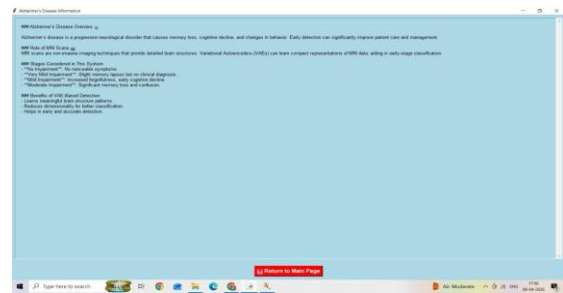 Alzheimer's Disease Information
### Alzheimer's Disease Overview
Alzheimer's disease is a progressive neurological disorder that causes memory loss, cognitive decline, and changes in behavior. Early detection can significantly improve patient care and management.
### Role of MRI Scans
MRI scans are non-invasive imaging techniques that provide detailed brain structures. Variational Autoencoders (VAEs) can learn compact representations of MRI data, aiding in early-stage classification.
### Stages Considered in This System
- **No Impairment**: No noticeable symptoms.
- **Very Mild Impairment**: Slight memory lapses but no clinical diagnosis.
- **Mild Impairment**: Increased forgetfulness, early cognitive decline.
- **Moderate Impairment**: Significant memory loss and confusion.
### Benefits of VAE-Based Detection
- Learns meaningful brain structure patterns.
- Reduces dimensionality for better classification.
- Helps in early and accurate detection.
Return to Main Page
Type here to search
Air: Moderate
ENG